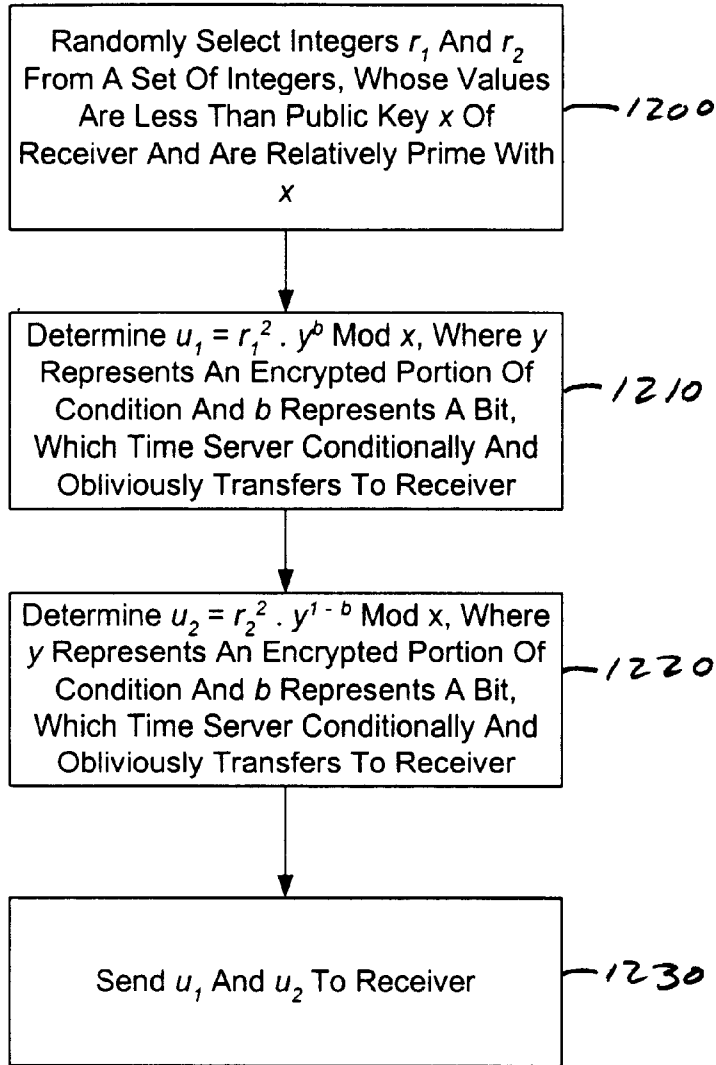 Randomly Select Integers r₁ And r₂
From A Set Of Integers, Whose Values
Are Less Than Public Key x Of
Receiver And Are Relatively Prime With
x
1200
Determine u₁ = r₁² . yᵇ Mod x, Where y
Represents An Encrypted Portion Of
Condition And b Represents A Bit,
Which Time Server Conditionally And
Obliviously Transfers To Receiver
1210
Determine u₂ = r₂² . y¹ ⁻ ᵇ Mod x, Where
y Represents An Encrypted Portion Of
Condition And b Represents A Bit,
Which Time Server Conditionally And
Obliviously Transfers To Receiver
1220
Send u₁ And u₂ To Receiver
1230